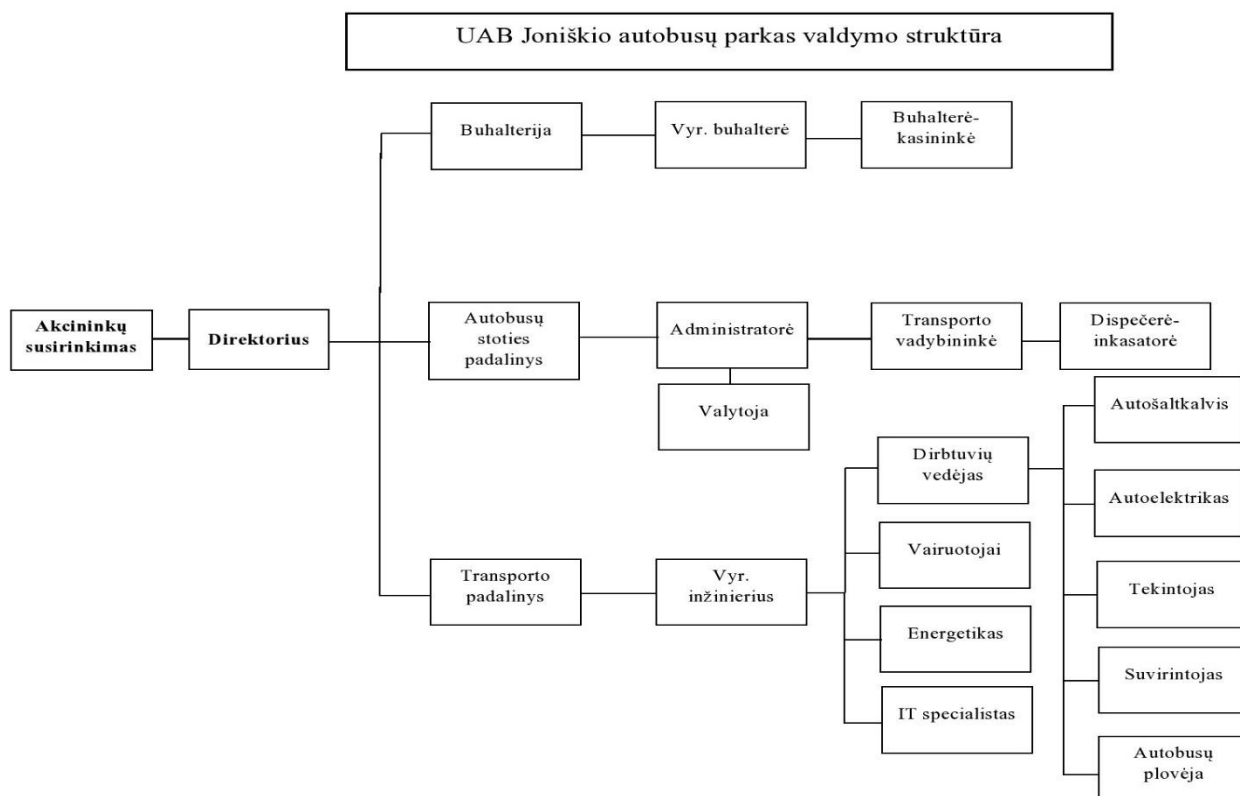 UAB Joniškio autobusų parkas valdymo struktūra
Buhalterija
Vyr. buhalterė
Buhalterė-
kasininkė
Akcininkų
susirinkimas
Direktorius
Autobusų
stoties
padalinys
Administratorė
Transporto
vadybininkė
Dispečerė-
inkasatorė
Valytoja
Dirbtuvių
vedėjas
Autošaltkalvis
Autoelektrikas
Vairuotojai
Transporto
padalinys
Vyr.
inžinierius
Tekintojas
Energetikas
Suvirintojas
IT specialistas
Autobusų
plovėja